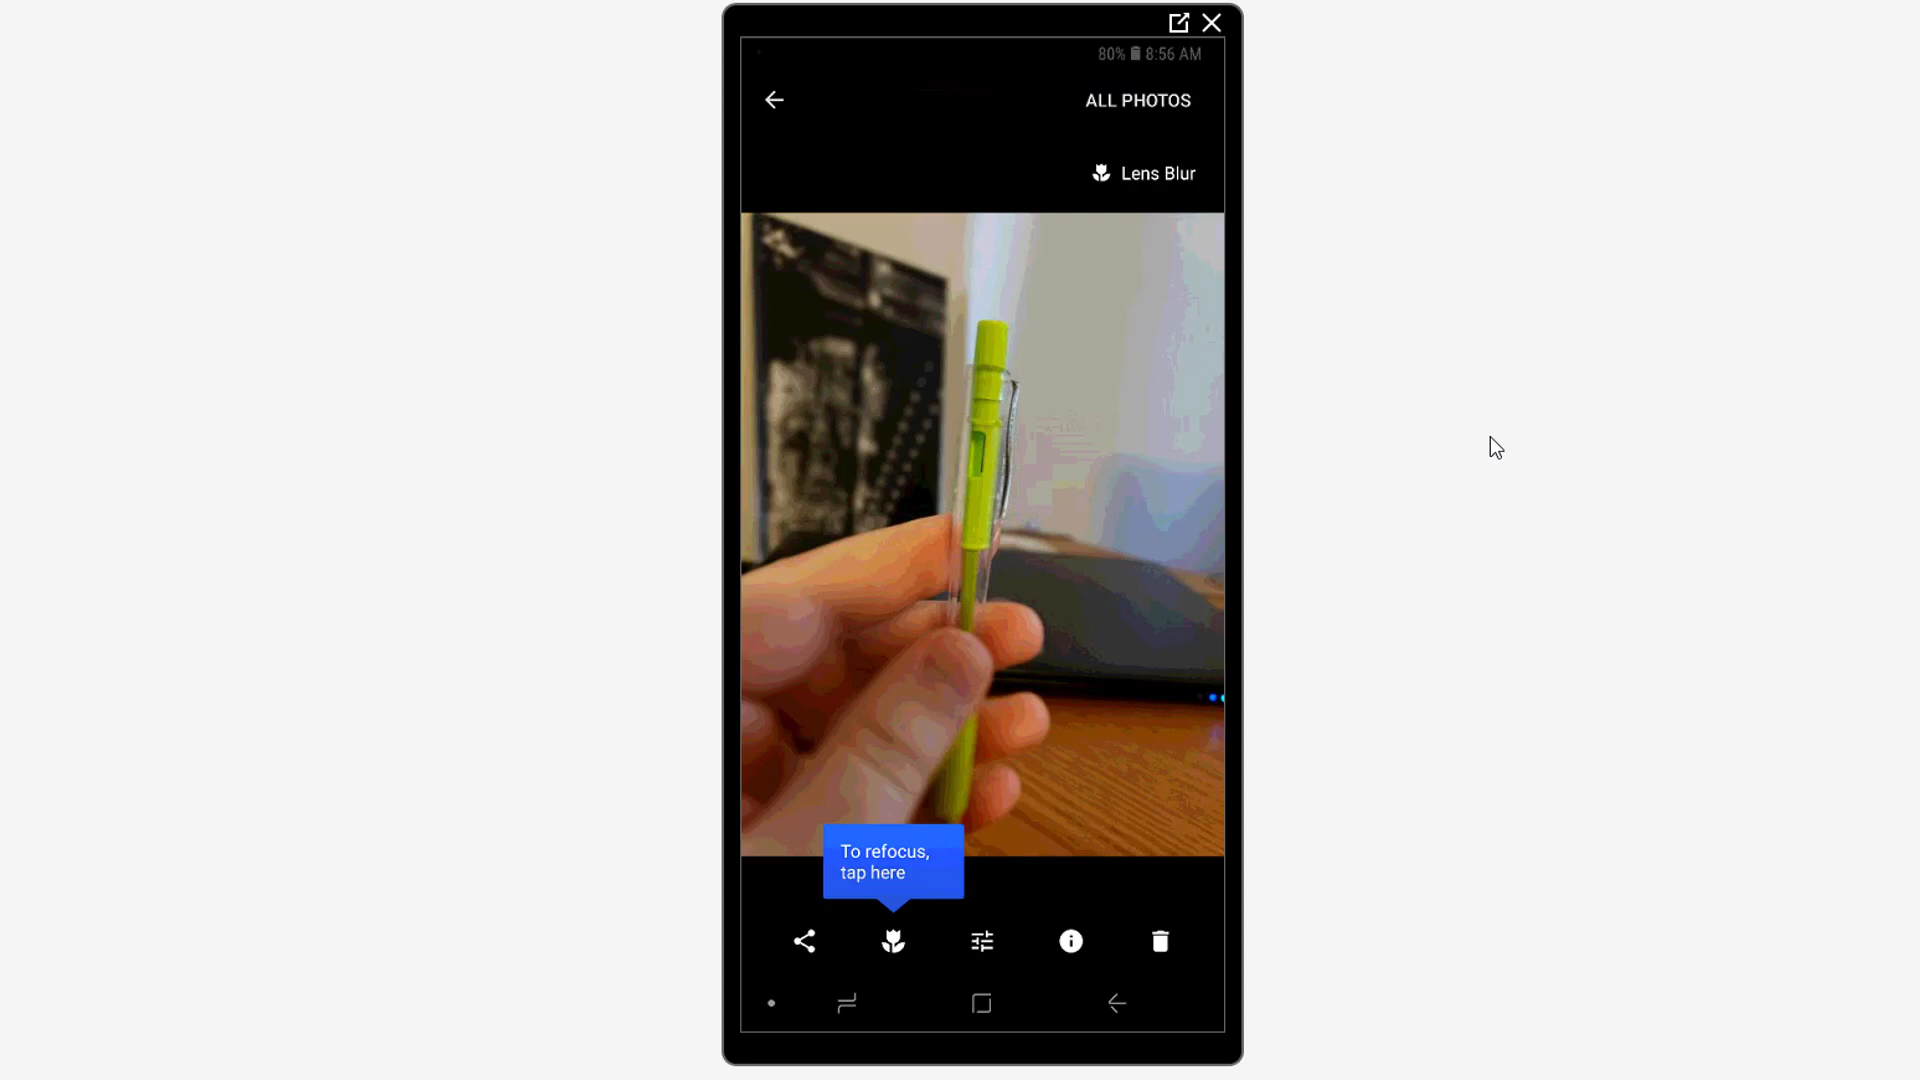 80% 8:56 AM
ALL PHOTOS
Lens Blur
To refocus,
tap here